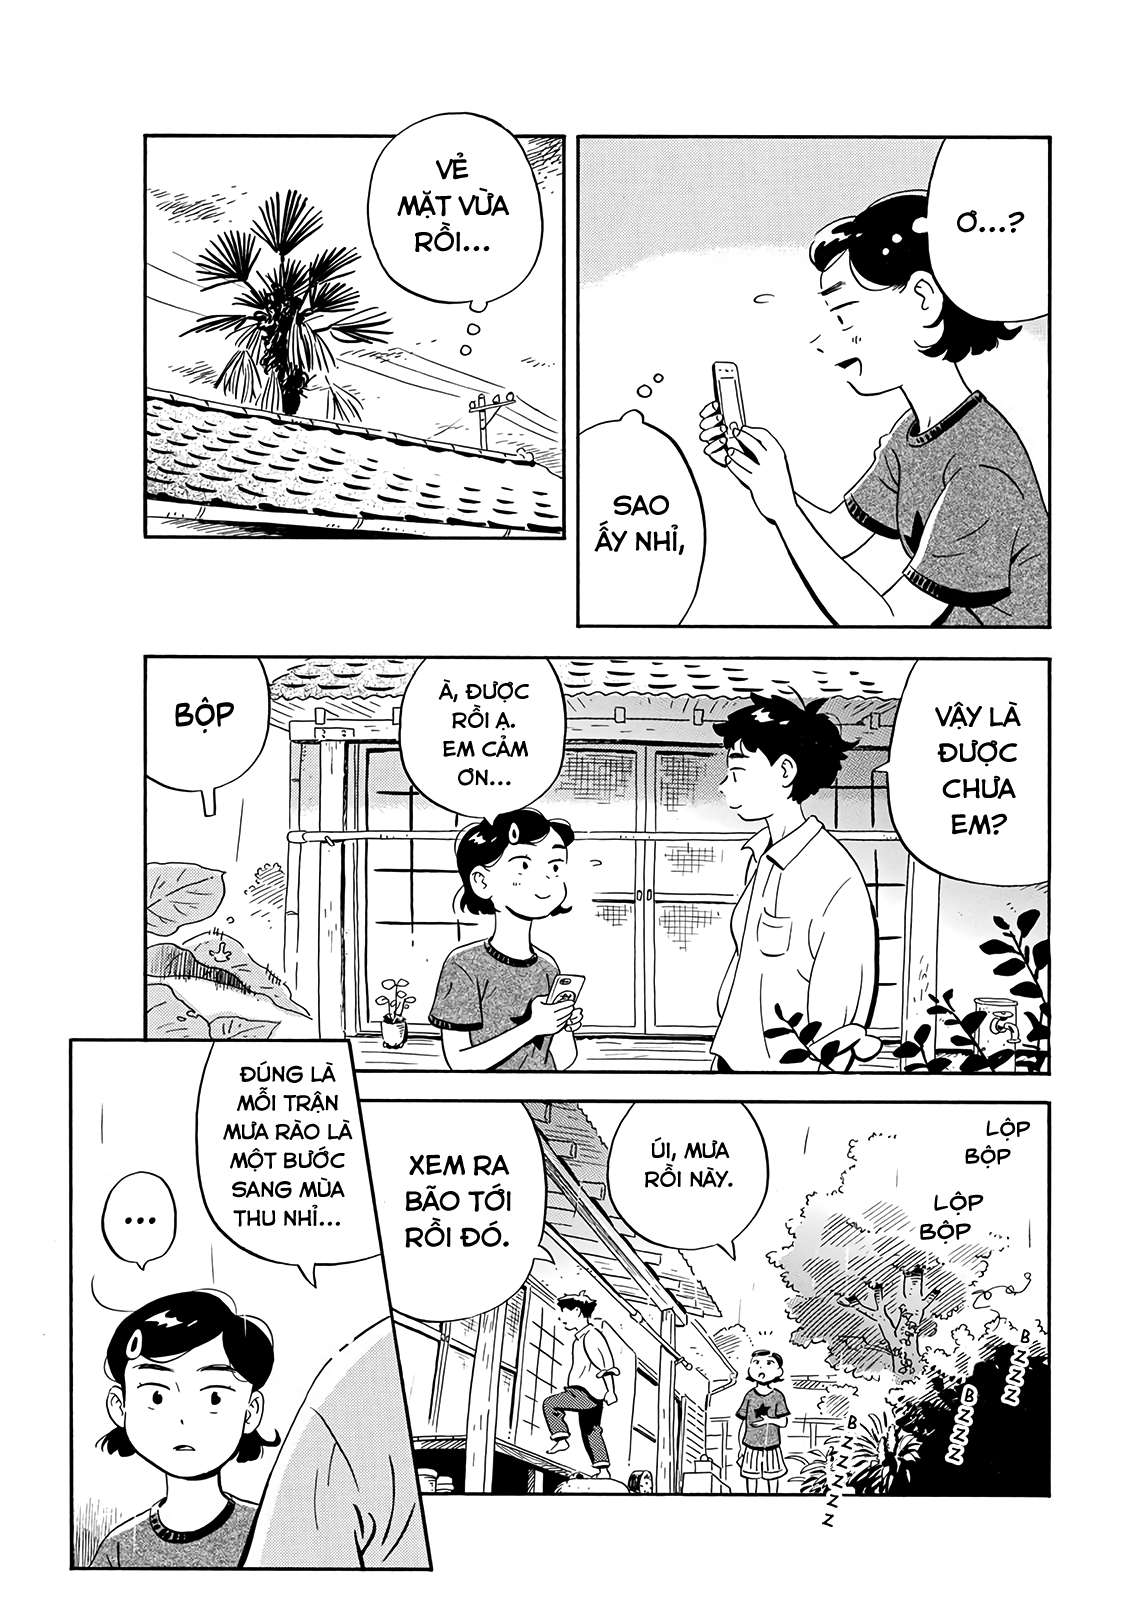 Ơ...?
SAO
ẤY NHỈ,
VẺ
MẶT VỪA
RỒI...
VẬY LÀ
ĐƯỢC
CHƯA
EM?
À, ĐƯỢC
RỒI Ạ.
EM CẢM
ƠN...
BỘP
LỘP
BỘP
LỘP
BỘP
ÚI, MƯA
RỒI NÀY.
XEM RA
BÃO TỚI
RỒI ĐÓ.
BZZZ
BZZZ
BZZZZZ
ĐÚNG LÀ
MỖI TRẬN
MƯA RÀO LÀ
MỘT BƯỚC
SANG MÙA
THU NHỈ...
...